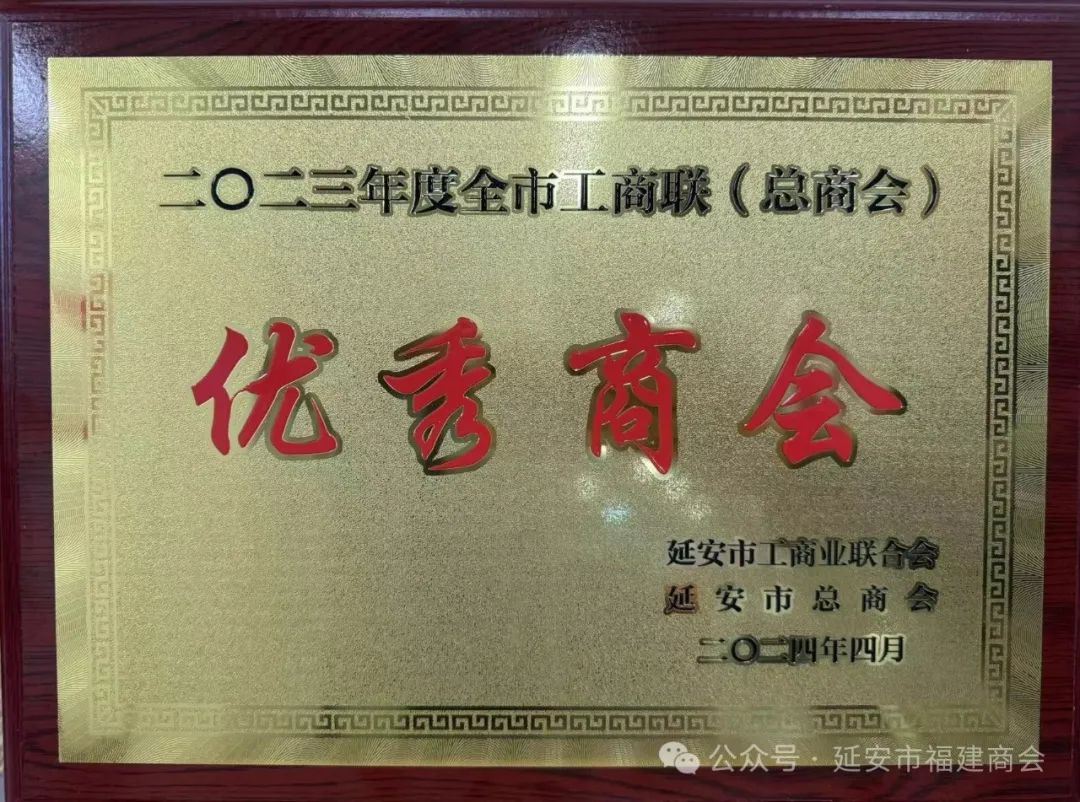 二〇二三年度全市工商联（总商会）
优秀商会
延安市工商业联合会
延安市总商会
二〇二四年四月
公众号·延安市福建商会